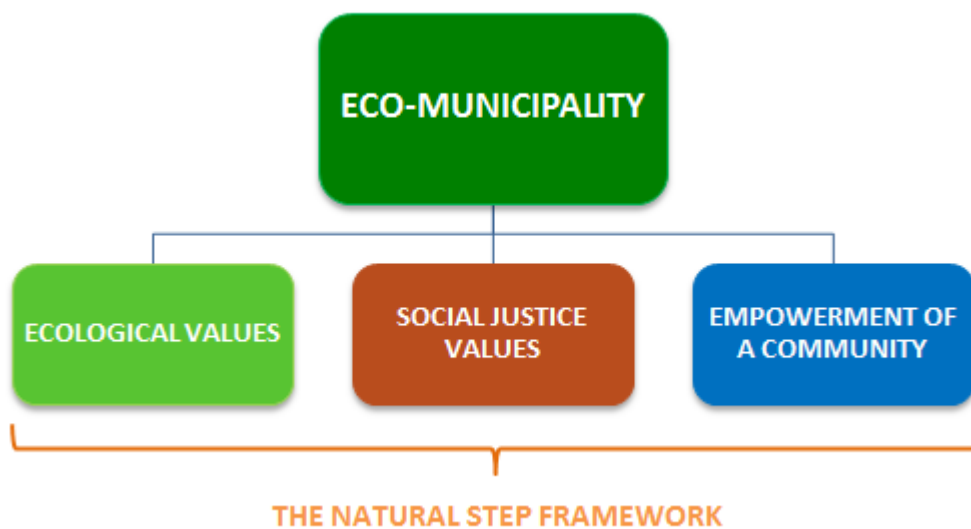 ECO-MUNICIPALITY
ECOLOGICAL VALUES
SOCIAL JUSTICE
VALUES
EMPOWERMENT OF
A COMMUNITY
THE NATURAL STEP FRAMEWORK